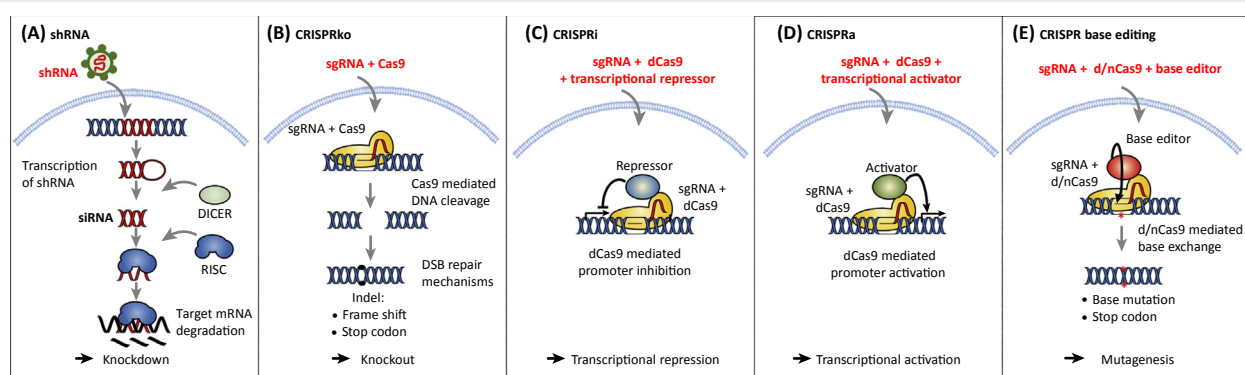 (A) shRNA
shRNA
Transcription
of shRNA
siRNA
DICER
RISC
Target mRNA
degradation
Knockdown
(B) CRISPRko
sgRNA + Cas9
sgRNA + Cas9
Cas9 mediated
DNA cleavage
DSB repair
mechanisms
Indel:
• Frame shift
• Stop codon
Knockout
(C) CRISPRi
sgRNA + dCas9
+ transcriptional repressor
Repressor
sgRNA +
dCas9
dCas9 mediated
promoter inhibition
Transcriptional repression
(D) CRISPRa
sgRNA + dCas9 +
transcriptional activator
Activator
sgRNA +
dCas9
dCas9 mediated
promoter activation
Transcriptional activation
(E) CRISPR base editing
sgRNA + d/nCas9 + base editor
Base editor
sgRNA +
d/nCas9
d/nCas9 mediated
base exchange
• Base mutation
• Stop codon
Mutagenesis